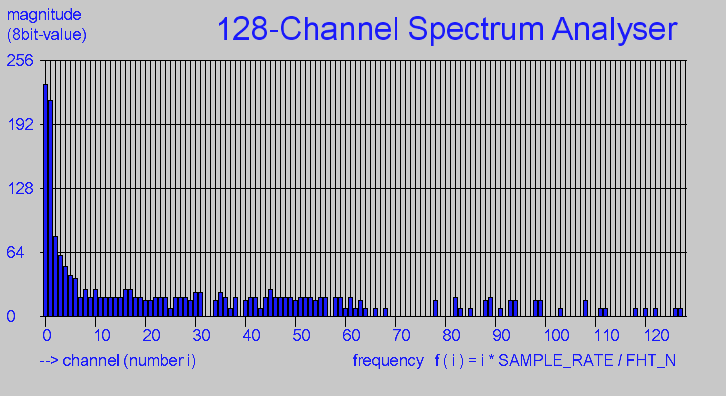 magnitude
(8bit-value)
128-Channel Spectrum Analyser
256
192
128
64
0
0 10 20 30 40 50 60 70 80 90 100 110 120
--> channel (number i)
frequency f ( i ) = i * SAMPLE_RATE / FHT_N